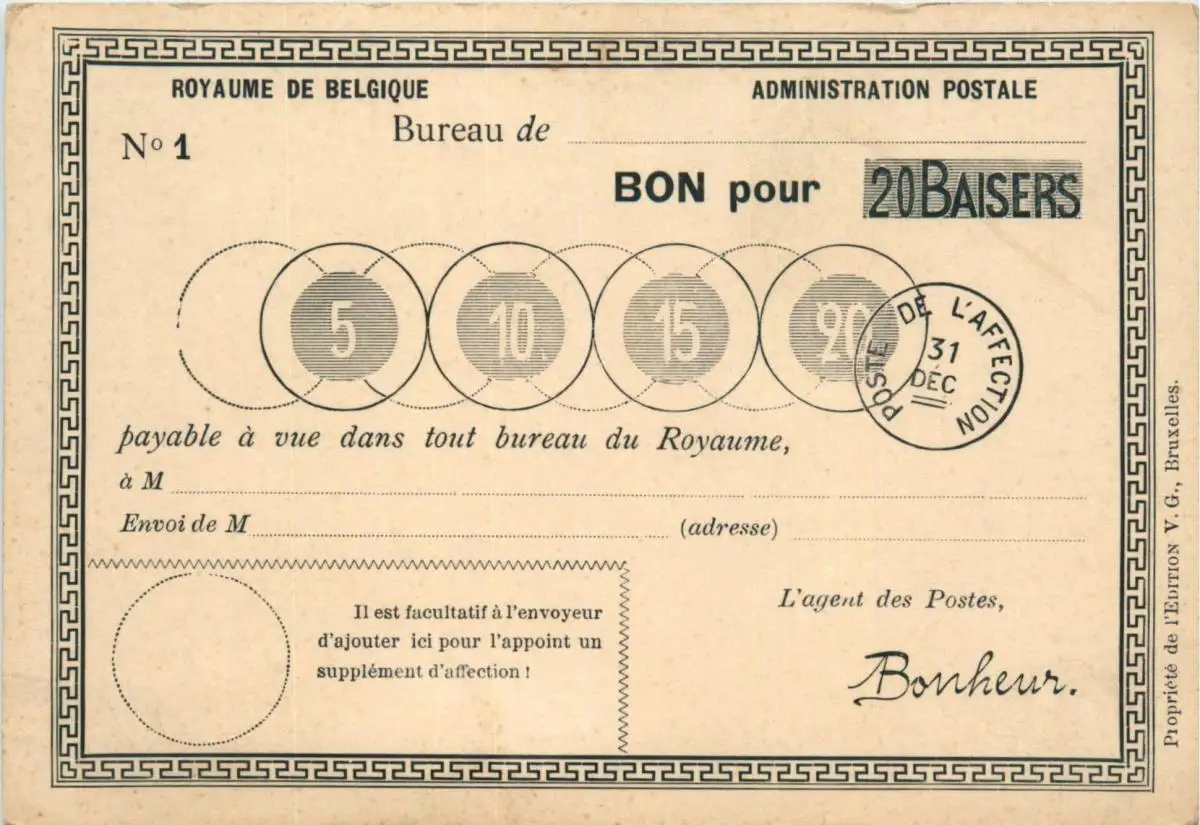 ROYAUME DE BELGIQUE
ADMINISTRATION POSTALE
Nº 1
Bureau de
BON pour 20 BAISERS
5 10 15 20
POSTE DE L'AFFECTION
31
DÉC
payable à vue dans tout bureau du Royaume,
à M
Envoi de M (adresse)
Il est facultatif à l'envoyeur
d'ajouter ici pour l'appoint un
supplément d'affection !
L'agent des Postes,
Bonheur.
Propriété de l'EDITION V. G., Bruxelles.